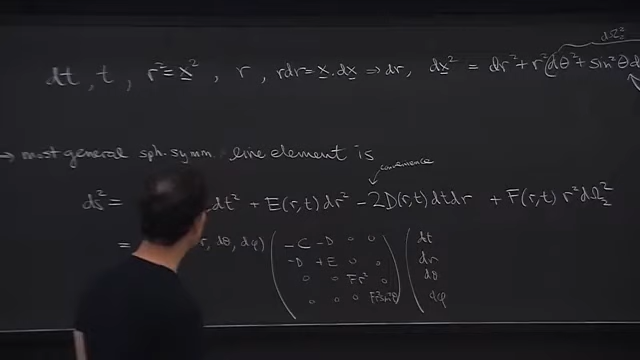 dt, t, r² = x², r, rdr = x·dx ⇒ dr, dx² = dr² + r²(dθ² + sin²θ d
dΩ₂²
→ most general sph. symm. line element is
convenience
ds² = dt² + E(r,t) dr² − 2D(r,t) dt dr + F(r,t) r² dΩ₂²
= r, dθ, dφ) ( −C −D 0 0 ) ( dt
−D +E 0 0 dr
0 0 Fr² 0 dθ
0 0 0 Fr²sin²θ dφ